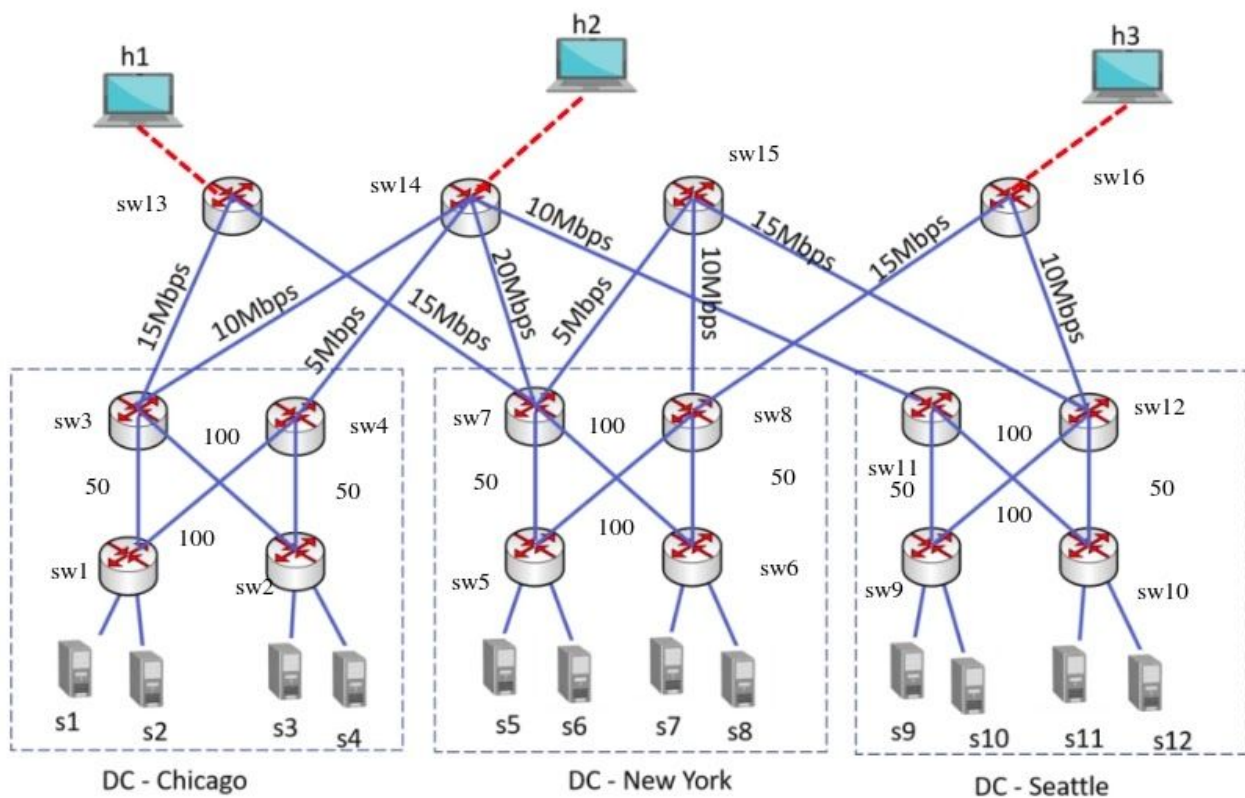 h1
h2
h3
sw13
sw14
sw15
sw16
15Mbps
10Mbps
5Mbps
15Mbps
20Mbps
5Mbps
10Mbps
10Mbps
15Mbps
15Mbps
10Mbps
sw3
100
sw4
50
50
100
sw1
sw2
s1
s2
s3
s4
DC - Chicago
sw7
100
sw8
50
50
100
sw5
sw6
s5
s6
s7
s8
DC - New York
sw11
100
sw12
50
50
100
sw9
sw10
s9
s10
s11
s12
DC - Seattle